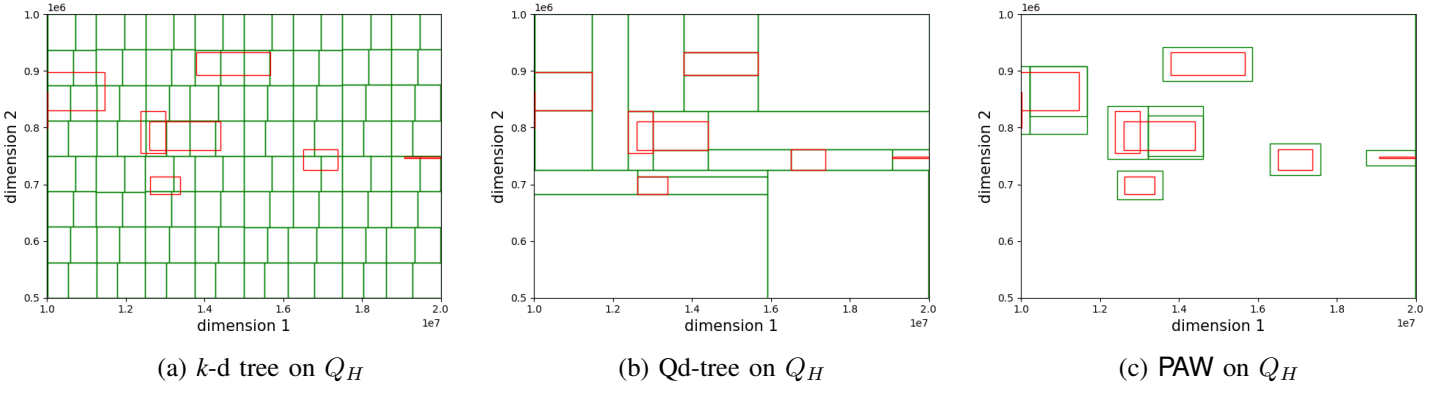 1e6
1.0
0.9
0.8
0.7
0.6
0.5
dimension 2
1.0 1.2 1.4 1.6 1.8 2.0
1e7
dimension 1
(a) k-d tree on Q_H
1e6
1.0
0.9
0.8
0.7
0.6
0.5
dimension 2
1.0 1.2 1.4 1.6 1.8 2.0
1e7
dimension 1
(b) Qd-tree on Q_H
1e6
1.0
0.9
0.8
0.7
0.6
0.5
dimension 2
1.0 1.2 1.4 1.6 1.8 2.0
1e7
dimension 1
(c) PAW on Q_H